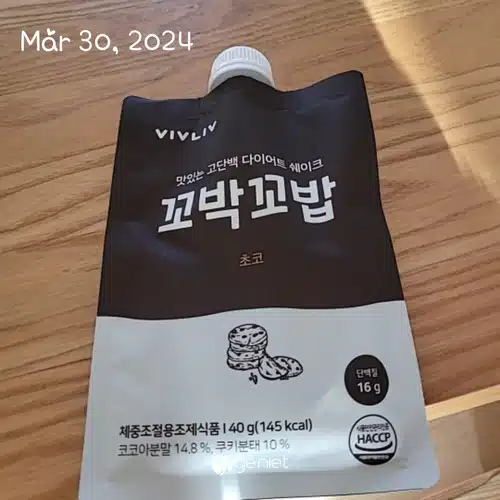 Mar 30, 2024
VIVLIV
맛있는 고단백 다이어트 쉐이크
꼬박꼬밥
초코
단백질
16 g
체중조절용조제식품 I 40 g(145 kcal)
코코아분말 14.8 %, 쿠키분태 10 %
HACCP
geniet